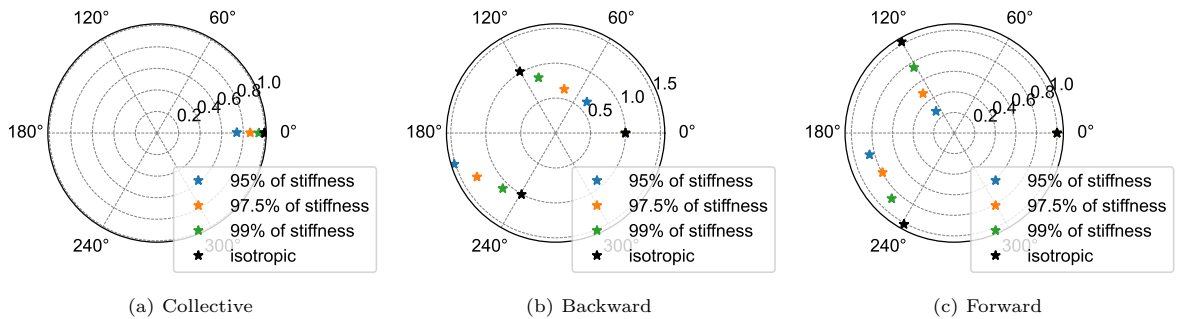 120° 60°
1.0
0.8
0.6
0.4
0.2
180° 0°
95% of stiffness
97.5% of stiffness
99% of stiffness
isotropic
240° 300°
(a) Collective
120° 60°
1.5
1.0
0.5
180° 0°
95% of stiffness
97.5% of stiffness
99% of stiffness
isotropic
240° 300°
(b) Backward
120° 60°
1.0
0.8
0.6
0.4
0.2
180° 0°
95% of stiffness
97.5% of stiffness
99% of stiffness
isotropic
240° 300°
(c) Forward